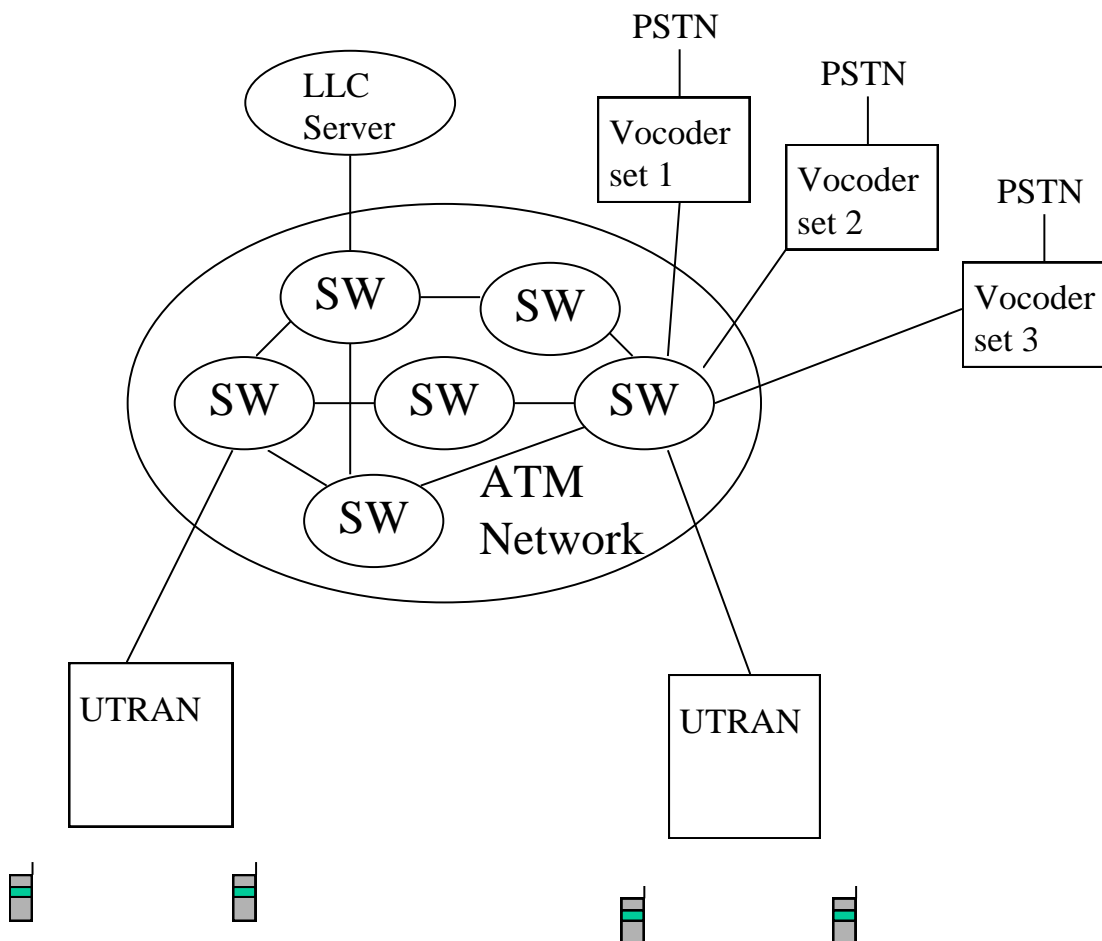 PSTN
PSTN
LLC
Server
Vocoder
set 1
Vocoder
set 2
PSTN
Vocoder
set 3
SW
SW
SW
SW
SW
SW
ATM
Network
UTRAN
UTRAN